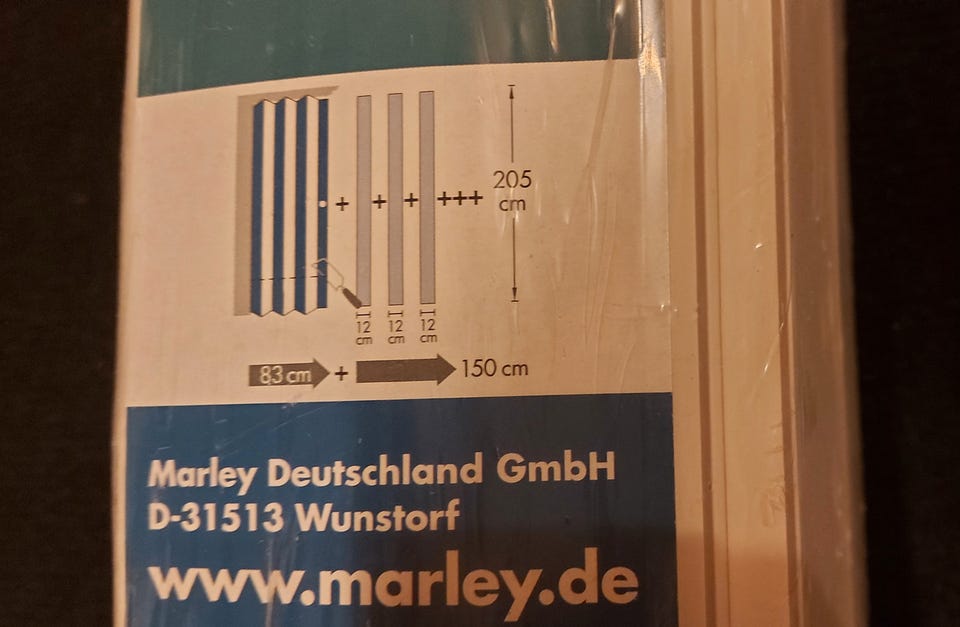 + + + +++ 205 cm
12 cm 12 cm 12 cm
83 cm + 150 cm
Marley Deutschland GmbH
D-31513 Wunstorf
www.marley.de